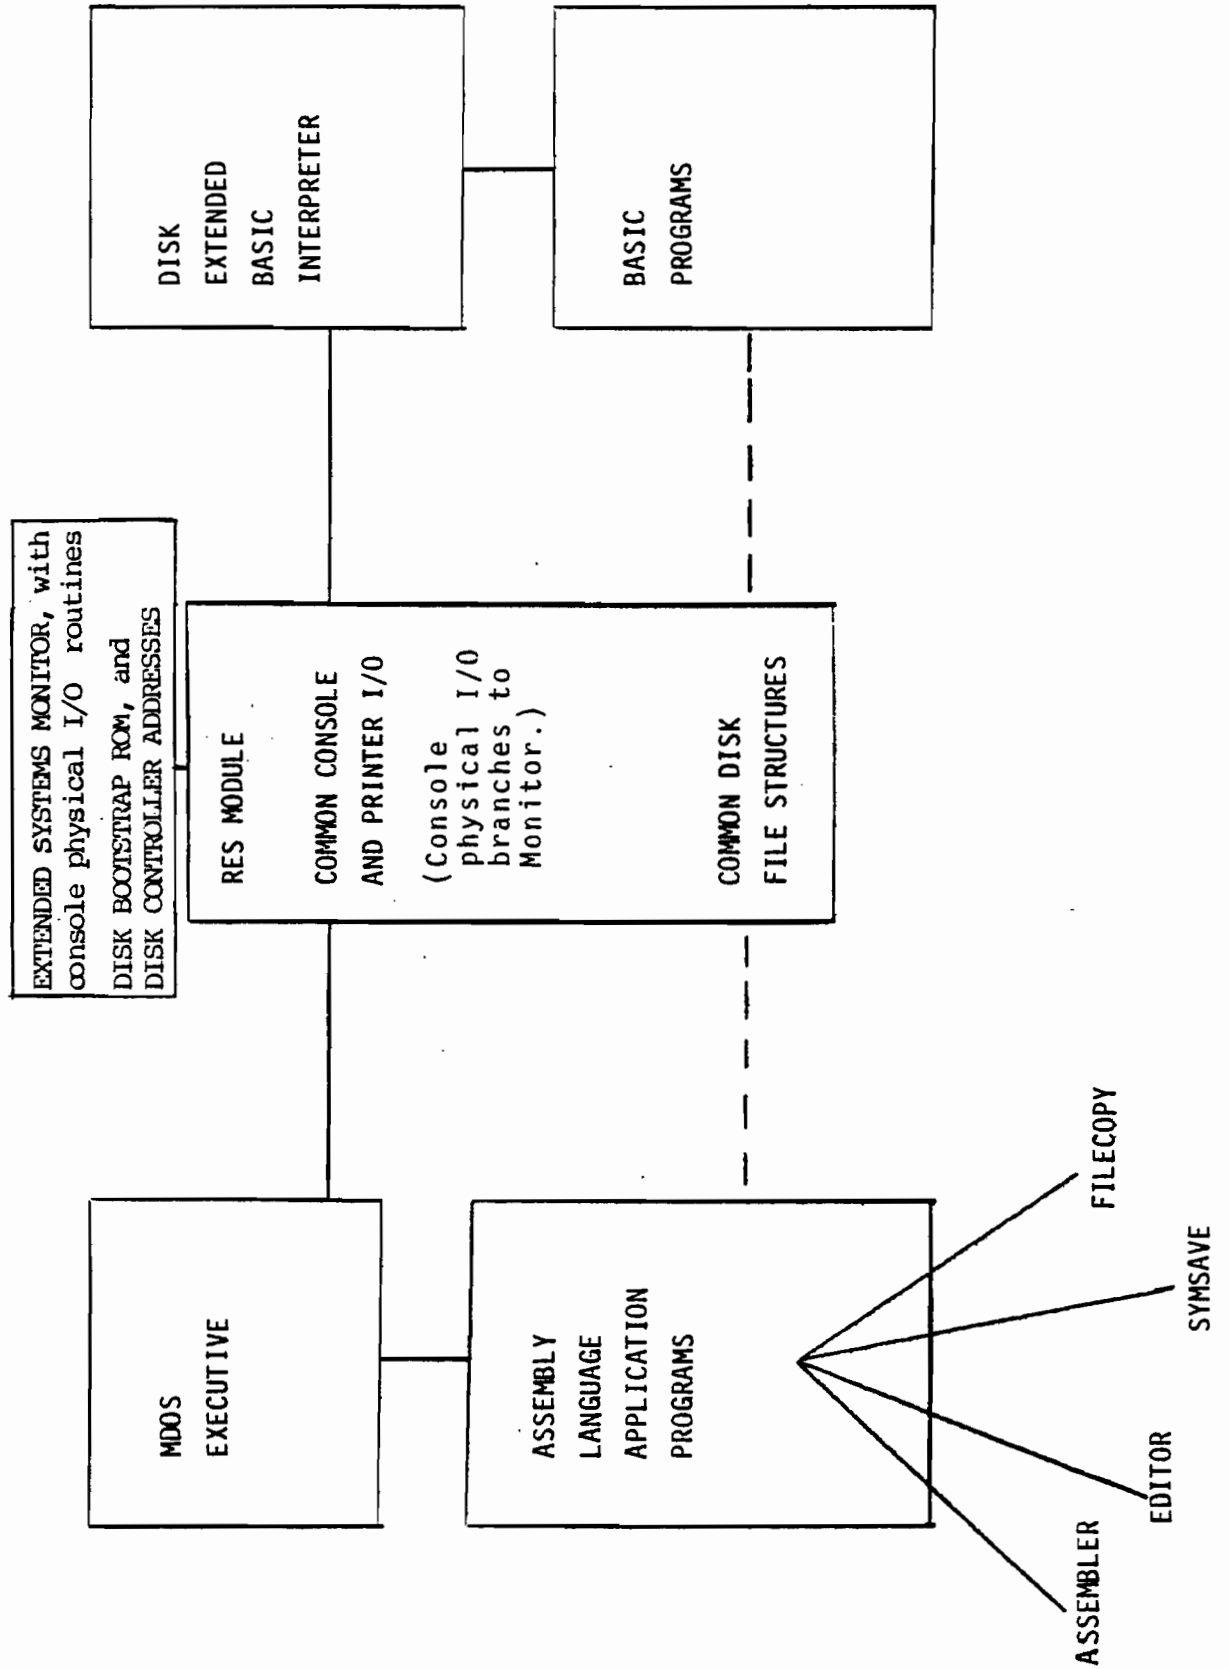 EXTENDED SYSTEMS MONITOR, with
console physical I/O routines
DISK BOOTSTRAP ROM, and
DISK CONTROLLER ADDRESSES
MDOS
EXECUTIVE
RES MODULE
COMMON CONSOLE
AND PRINTER I/O
(Console
physical I/O
branches to
Monitor.)
COMMON DISK
FILE STRUCTURES
DISK
EXTENDED
BASIC
INTERPRETER
ASSEMBLY
LANGUAGE
APPLICATION
PROGRAMS
BASIC
PROGRAMS
ASSEMBLER
EDITOR
SYMSAVE
FILECOPY